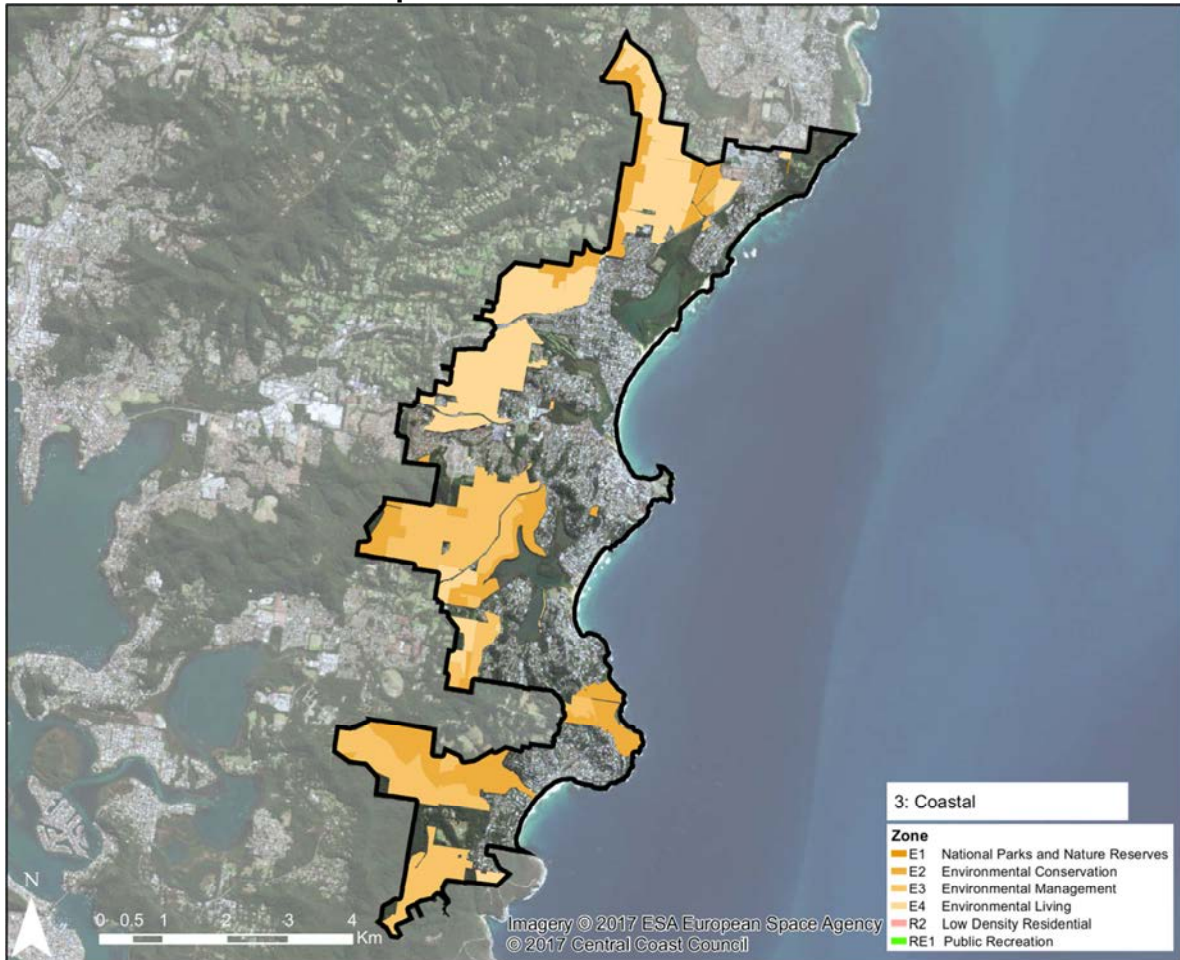 3: Coastal
Zone
E1 National Parks and Nature Reserves
E2 Environmental Conservation
E3 Environmental Management
E4 Environmental Living
R2 Low Density Residential
RE1 Public Recreation
N
0 0.5 1 2 3 4
Km
Imagery © 2017 ESA European Space Agency
© 2017 Central Coast Council